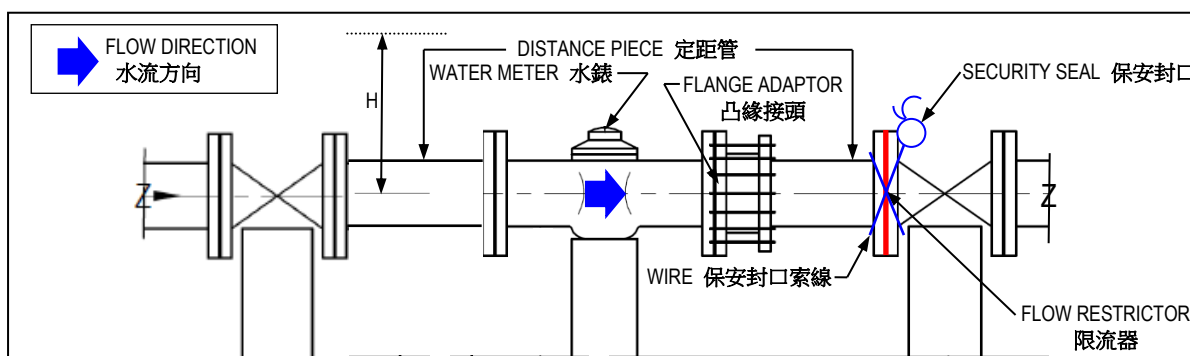 FLOW DIRECTION
水流方向
H
DISTANCE PIECE 定距管
WATER METER 水錶
FLANGE ADAPTOR
凸緣接頭
SECURITY SEAL 保安封口
Z
Z
WIRE 保安封口索線
FLOW RESTRICTOR
限流器